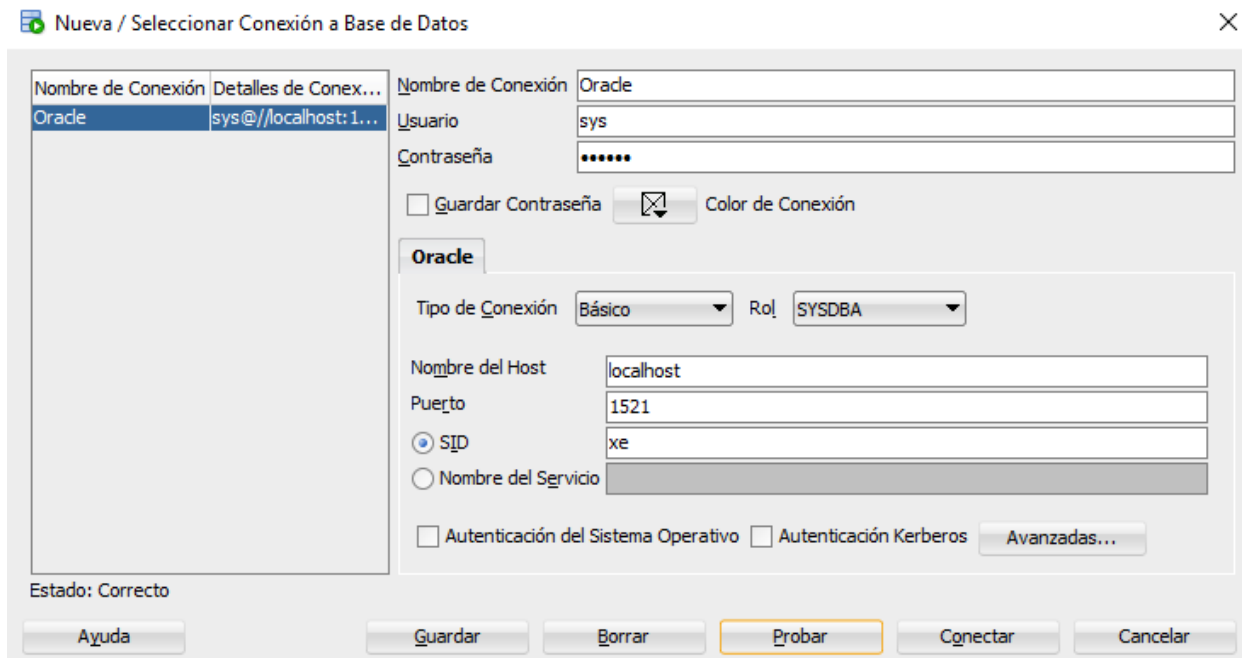 Nueva / Seleccionar Conexión a Base de Datos
Nombre de Conexión Detalles de Conex...
Oracle sys@//localhost:1...
Nombre de Conexión Oracle
Usuario sys
Contraseña ••••••
Guardar Contraseña Color de Conexión
Oracle
Tipo de Conexión Básico Rol SYSDBA
Nombre del Host localhost
Puerto 1521
SID xe
Nombre del Servicio
Autenticación del Sistema Operativo Autenticación Kerberos Avanzadas...
Estado: Correcto
Ayuda Guardar Borrar Probar Conectar Cancelar